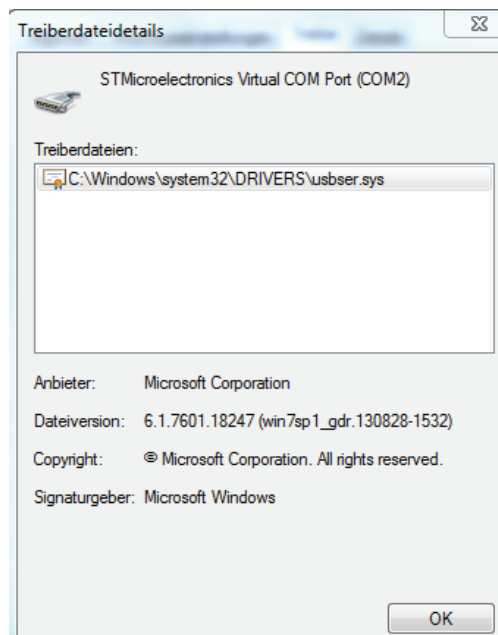 Treiberdateidetails
STMicroelectronics Virtual COM Port (COM2)
Treiberdateien:
C:\Windows\system32\DRIVERS\usbser.sys
Anbieter: Microsoft Corporation
Dateiversion: 6.1.7601.18247 (win7sp1_gdr.130828-1532)
Copyright: © Microsoft Corporation. All rights reserved.
Signaturgeber: Microsoft Windows
OK